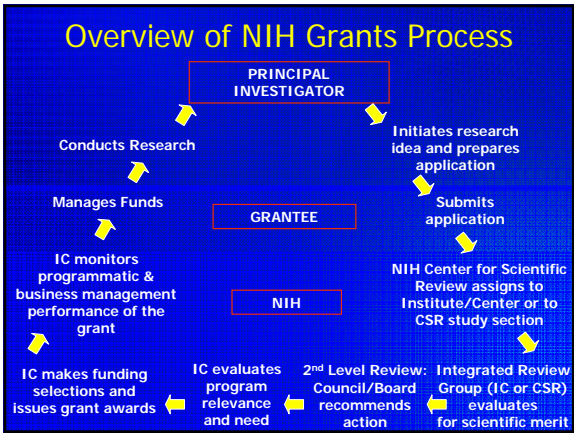 Overview of NIH Grants Process
PRINCIPAL
INVESTIGATOR
Initiates research
idea and prepares
application
Submits
application
NIH Center for Scientific
Review assigns to
Institute/Center or to
CSR study section
Integrated Review
Group (IC or CSR)
evaluates
for scientific merit
2nd Level Review:
Council/Board
recommends
action
IC evaluates
program
relevance
and need
IC makes funding
selections and
issues grant awards
IC monitors
programmatic &
business management
performance of the
grant
Manages Funds
Conducts Research
GRANTEE
NIH